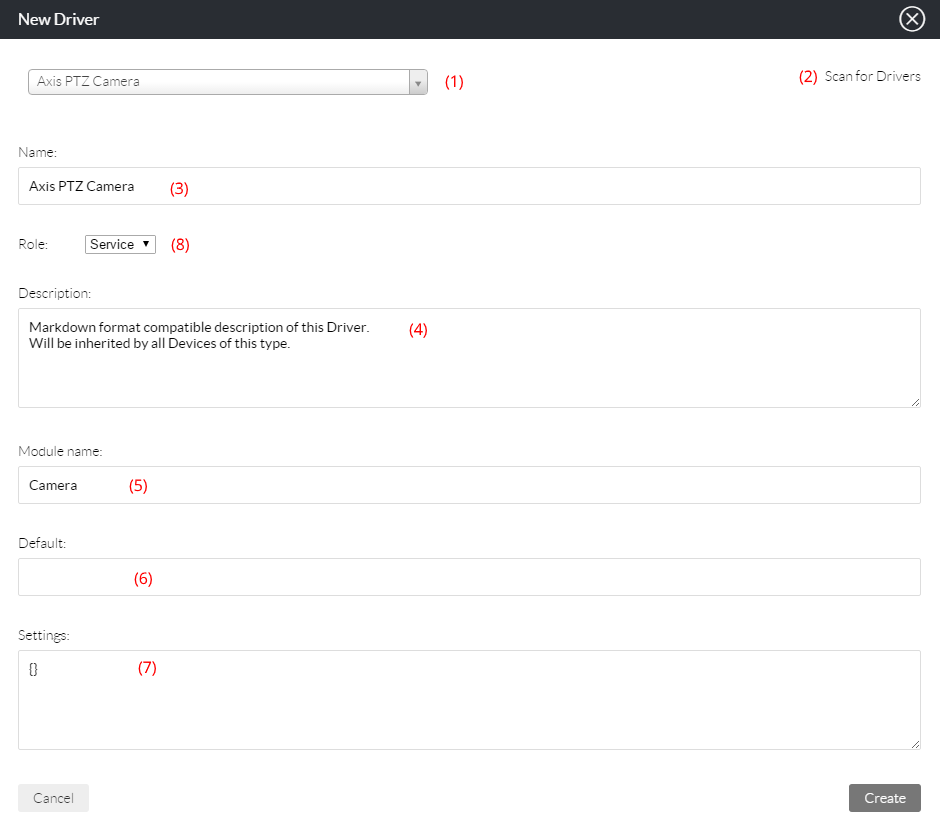 New Driver
Axis PTZ Camera (1) (2) Scan for Drivers
Name:
Axis PTZ Camera (3)
Role: Service (8)
Description:
Markdown format compatible description of this Driver. (4)
Will be inherited by all Devices of this type.
Module name:
Camera (5)
Default:
(6)
Settings:
{} (7)
Cancel Create